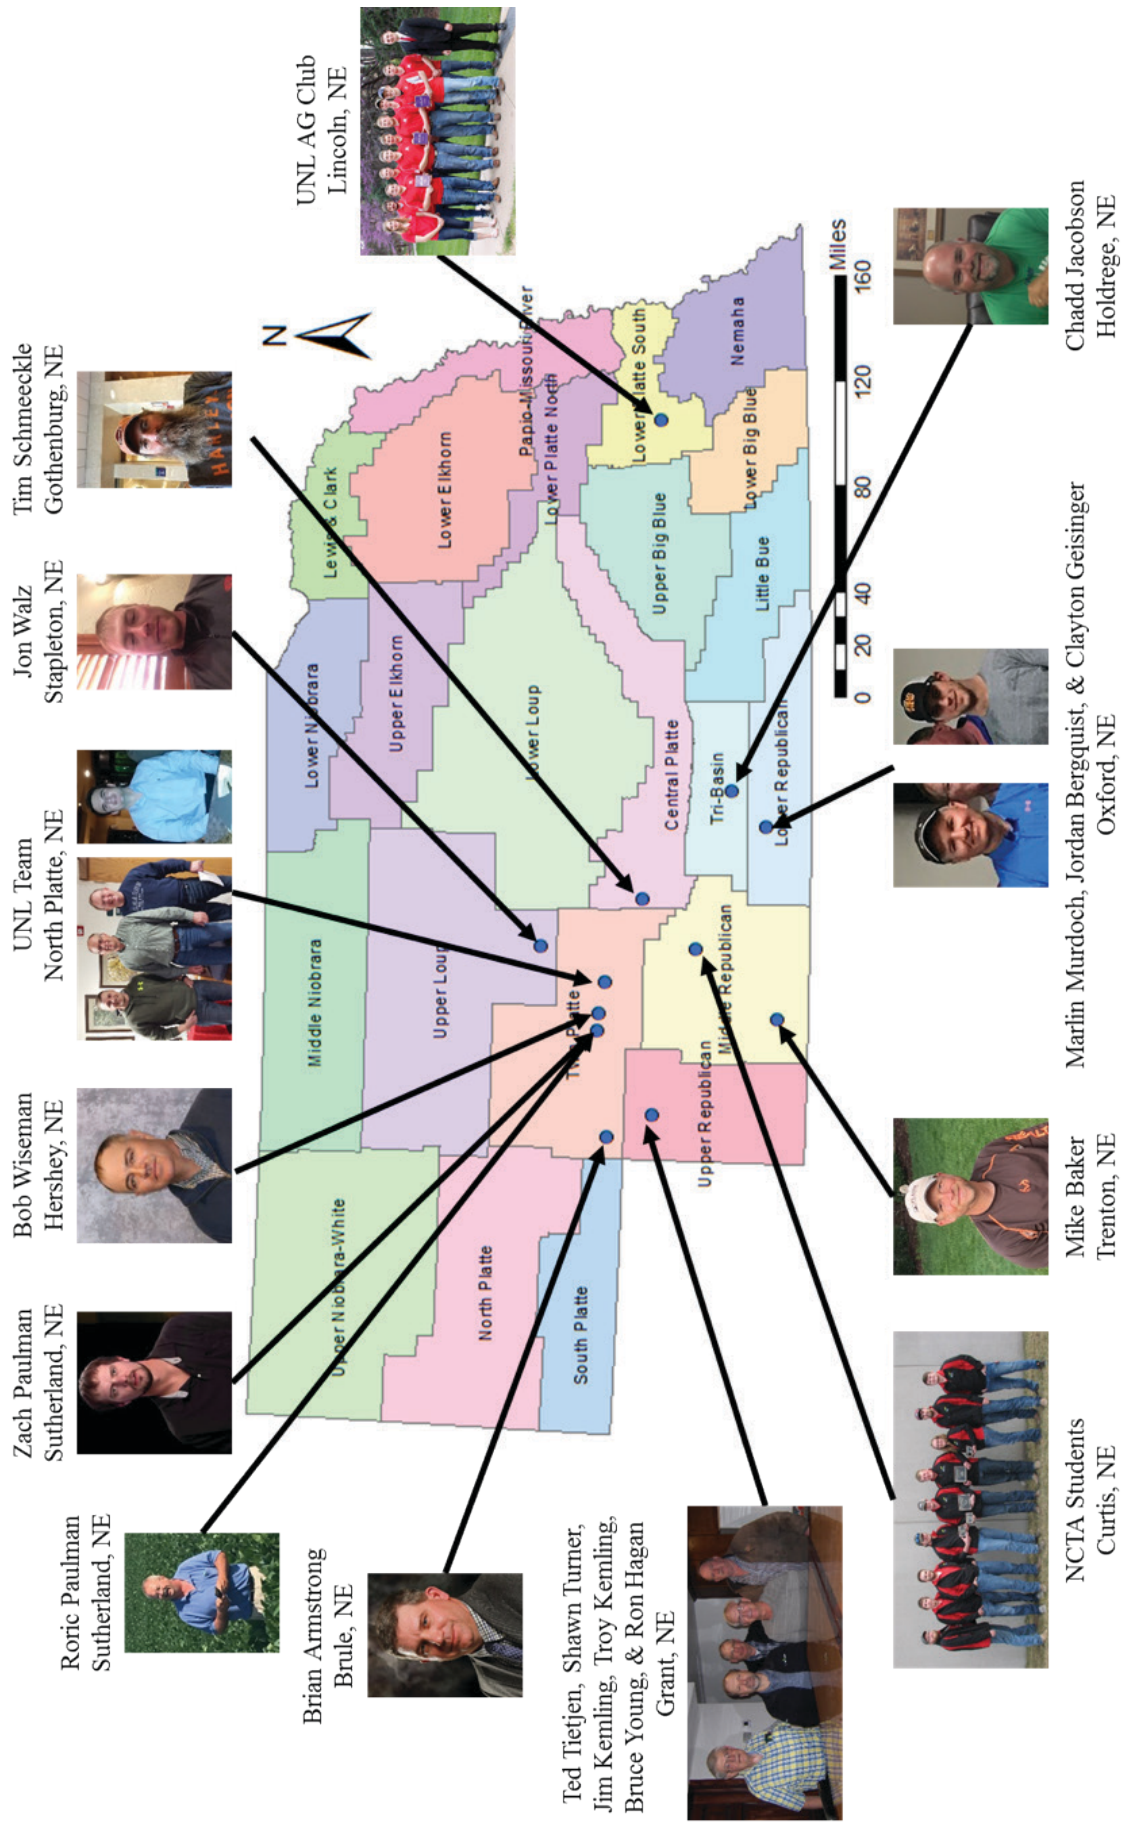 Roric Paulman
Sutherland, NE
Zach Paulman
Sutherland, NE
Bob Wiseman
Hershey, NE
UNL Team
North Platte, NE
Jon Walz
Stapleton, NE
Tim Schneeckle
Gothenburg, NE
UNL AG Club
Lincoln, NE
Brian Armstrong
Brule, NE
Ted Tietjen, Shawn Turner,
Jim Kemling, Troy Kemling,
Bruce Young, & Ron Hagan
Grant, NE
N
HARLEY
Upper Niobrara-White
Middle Niobrara
Lower Niobrara
Lewis & Clark
Upper Elkhorn
Lower Elkhorn
Papio-Missouri River
North Platte
Upper Loup
Lower Loup
Lower Platte North
South Platte
Twin Platte
Central Platte
Upper Big Blue
Lower Platte South
Upper Republican
Middle Republican
Tri-Basin
Little Bue
Lower Big Blue
Nemaha
Lower Republican
Miles
0 20 40 80 120 160
NCTA Students
Curtis, NE
Mike Baker
Trenton, NE
Marlin Murdoch, Jordan Bergquist, & Clayton Geisinger
Oxford, NE
Chadd Jacobson
Holdrege, NE